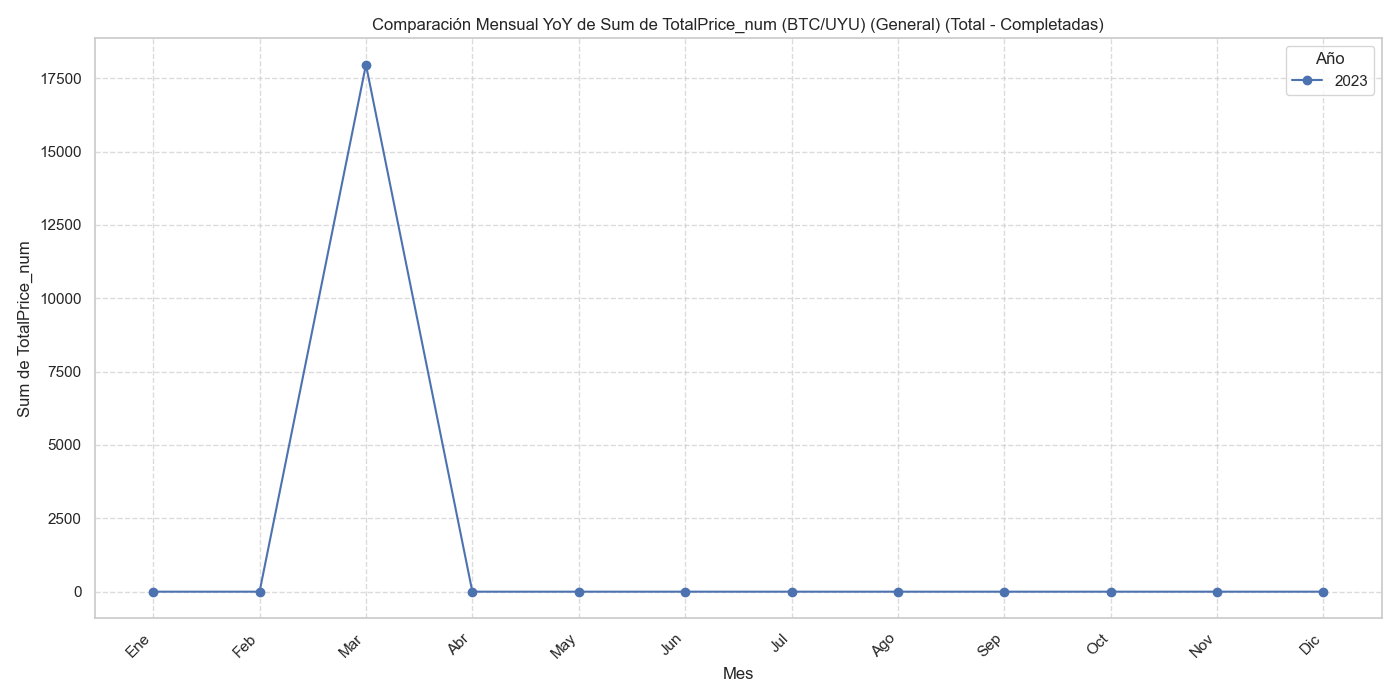 Comparación Mensual YoY de Sum de TotalPrice_num (BTC/UYU) (General) (Total - Completadas)
Año
2023
Sum de TotalPrice_num
17500
15000
12500
10000
7500
5000
2500
0
Ene
Feb
Mar
Abr
May
Jun
Jul
Ago
Sep
Oct
Nov
Dic
Mes